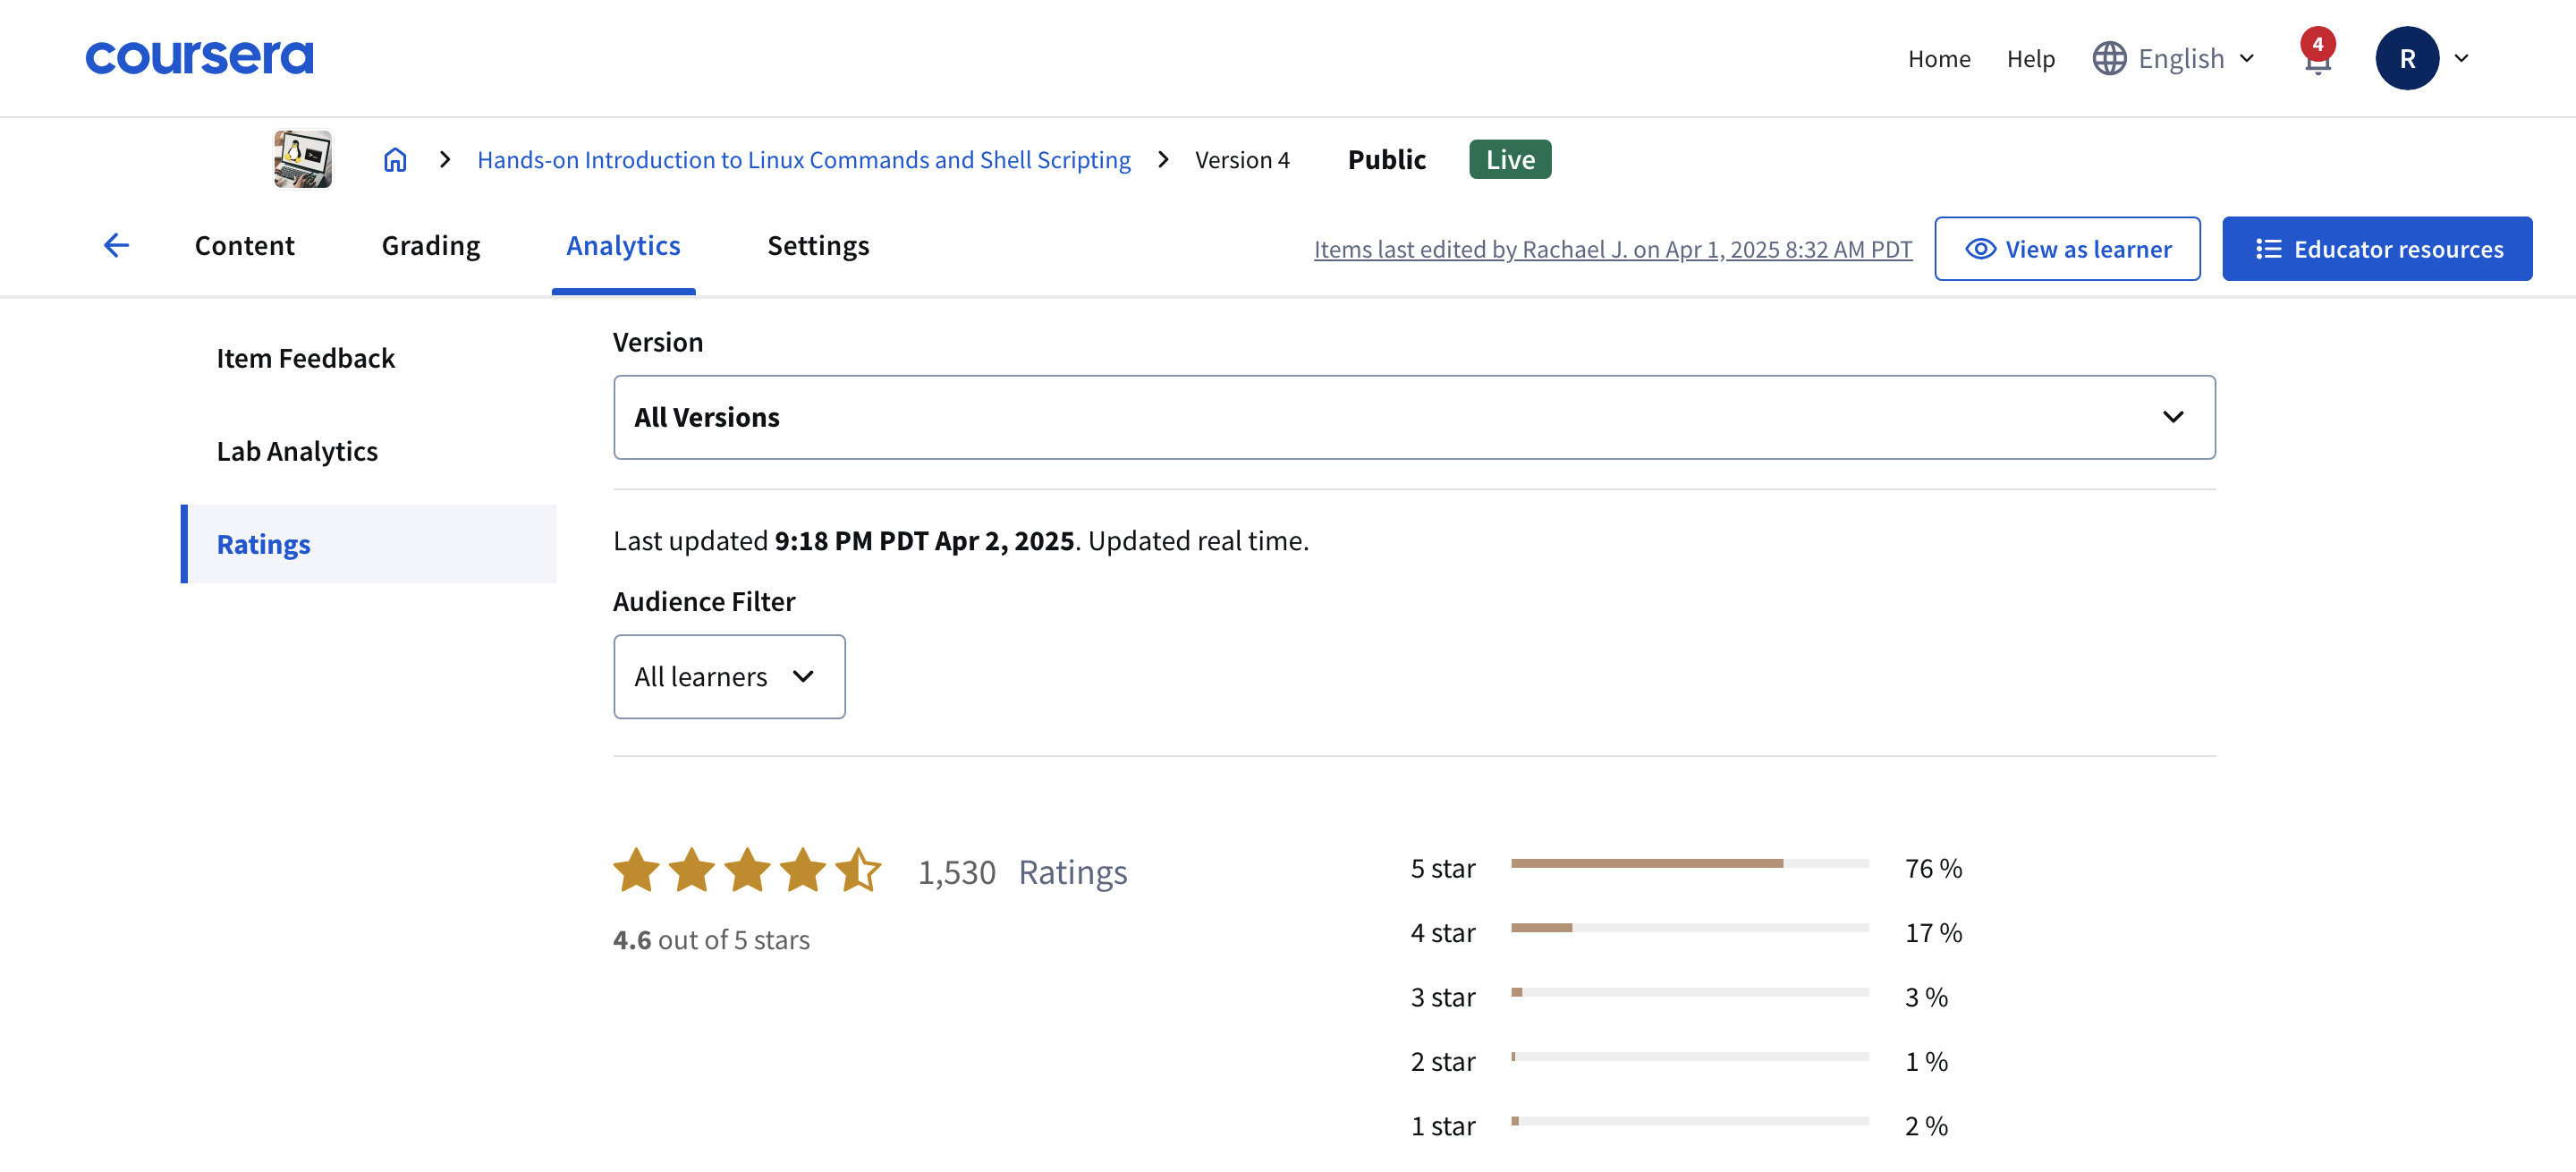 coursera
Home Help English 4 R
Hands-on Introduction to Linux Commands and Shell Scripting Version 4 Public Live
Content Grading Analytics Settings Items last edited by Rachael J. on Apr 1, 2025 8:32 AM PDT View as learner Educator resources
Item Feedback
Lab Analytics
Ratings
Version
All Versions
Last updated 9:18 PM PDT Apr 2, 2025. Updated real time.
Audience Filter
All learners
1,530 Ratings
4.6 out of 5 stars
5 star 76 %
4 star 17 %
3 star 3 %
2 star 1 %
1 star 2 %